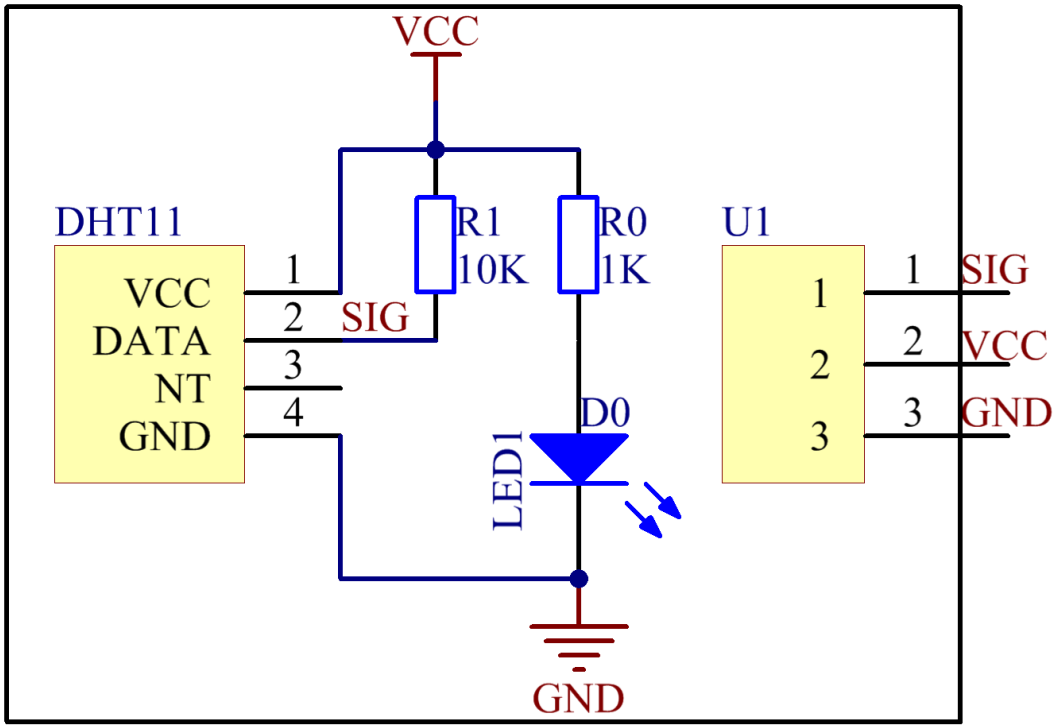 VCC
DHT11
R1
10K
R0
1K
U1
VCC 1
DATA 2 SIG
NT 3
GND 4
D0
LED1
1 1 SIG
2 2 VCC
3 3 GND
GND